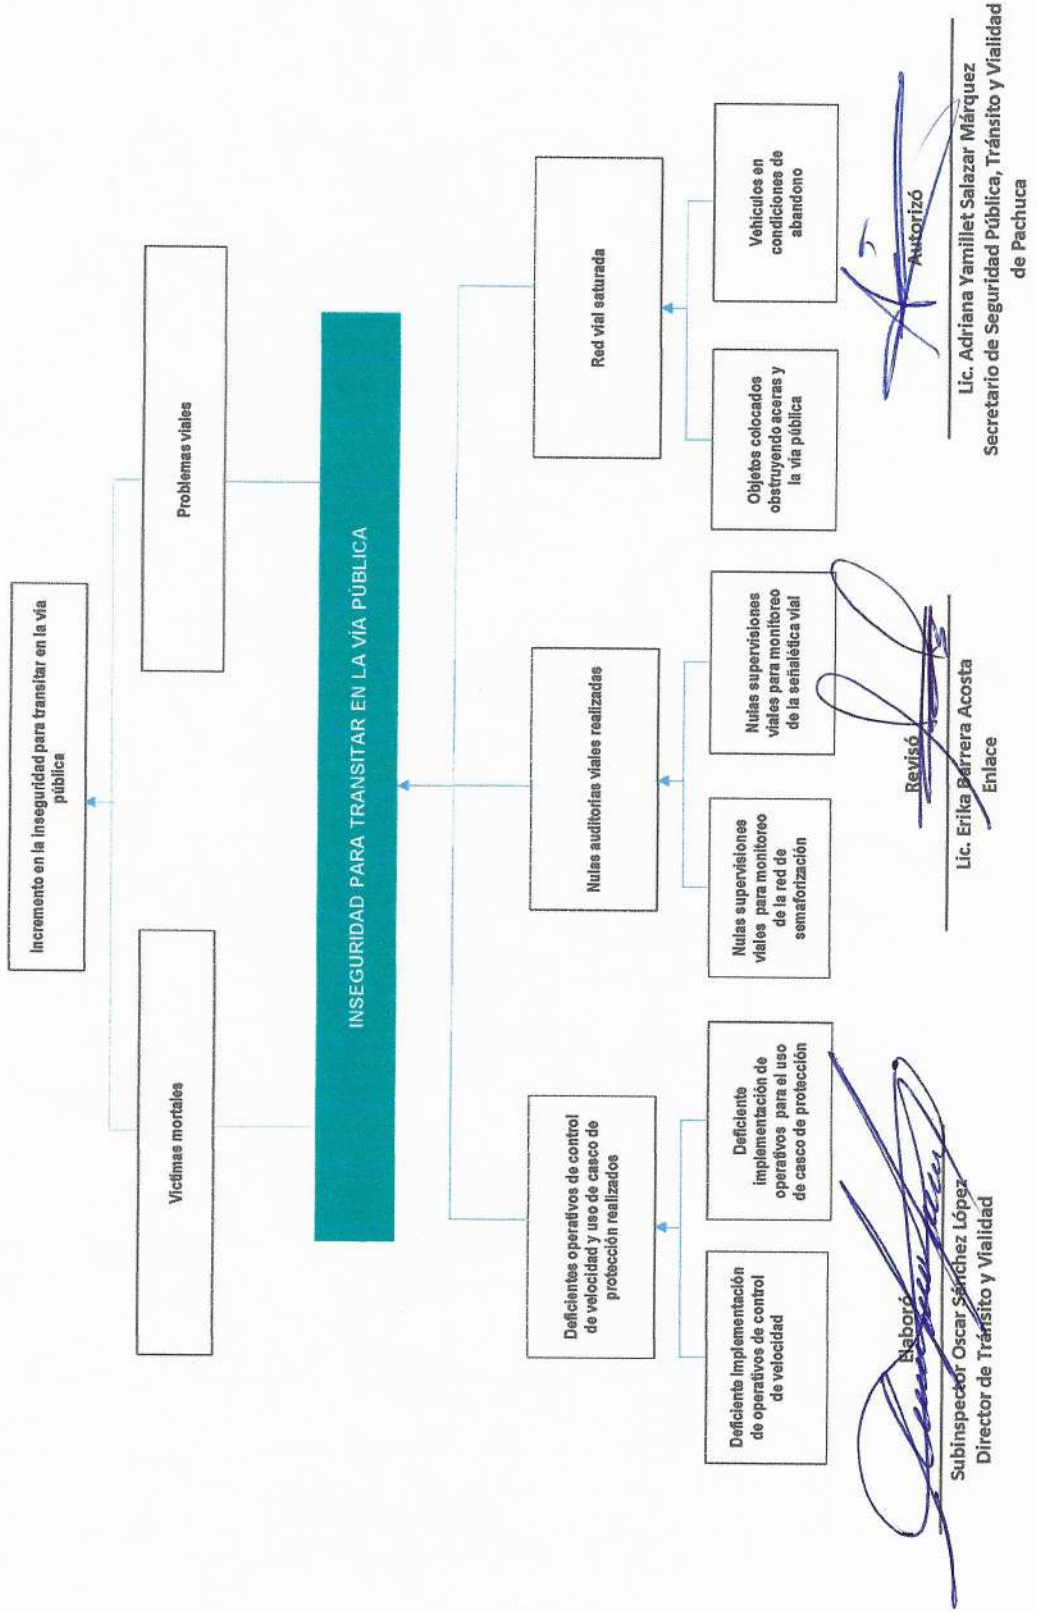 Incremento en la inseguridad para transitar en la vía
pública
Victimas mortales
Problemas viales
INSEGURIDAD PARA TRANSITAR EN LA VÍA PÚBLICA
Deficientes operativos de control
de velocidad y uso de casco de
protección realizados
Nulas auditorias viales realizadas
Red vial saturada
Deficiente Implementación
de operativos de control
de velocidad
Deficiente
implementación de
operativos para el uso
de casco de protección
Nulas supervisiones
viales para monitoreo
de la red de
semaforización
Nulas supervisiones
viales para monitoreo
de la señalética vial
Objetos colocados
obstruyendo aceras y
la vía pública
Vehículos en
condiciones de
abandono
Elaboró
Subinspector Oscar Sánchez López
Director de Tránsito y Vialidad
Revisó
Lic. Erika Barrera Acosta
Enlace
Autorizó
Lic. Adriana Yamillet Salazar Márquez
Secretario de Seguridad Pública, Tránsito y Vialidad
de Pachuca